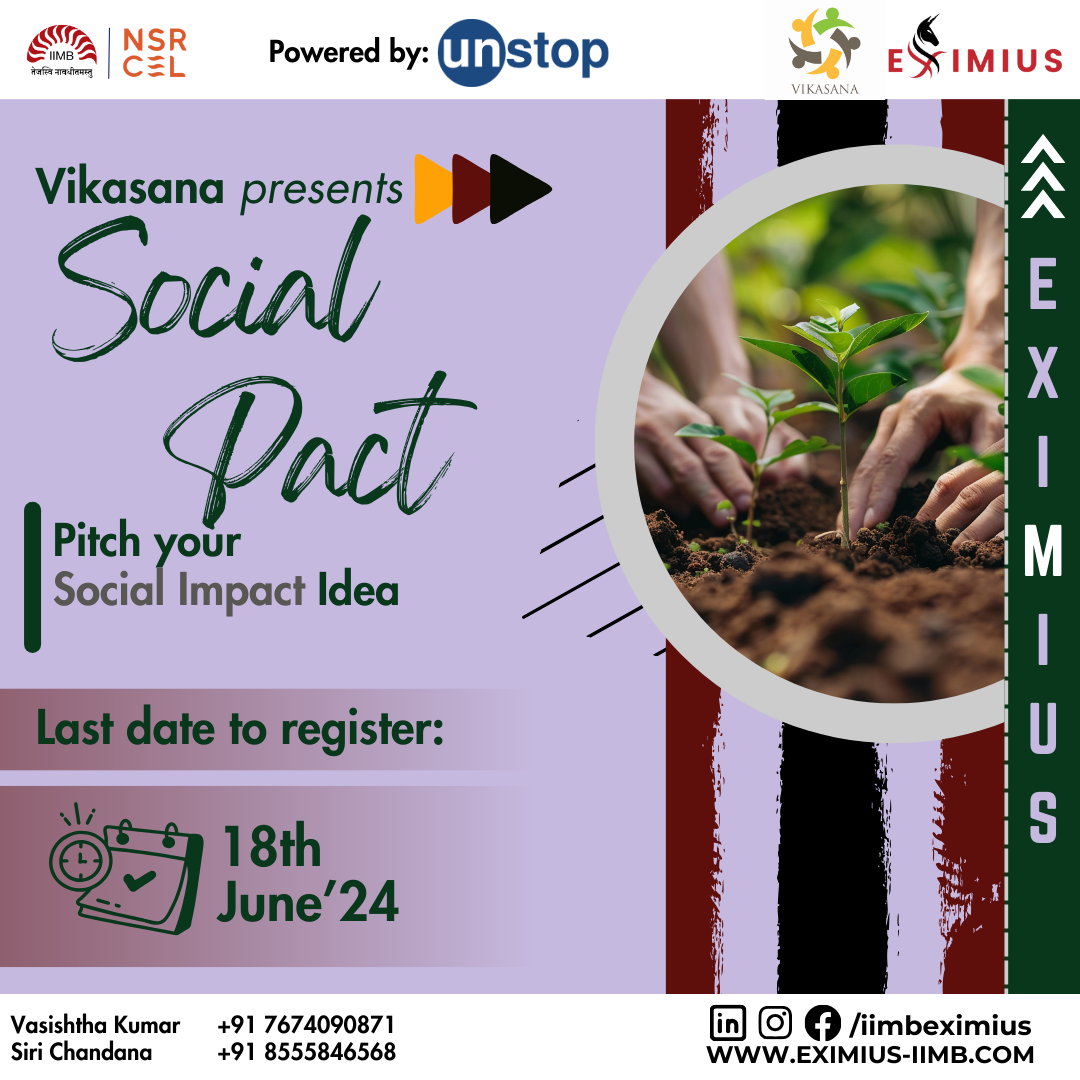 IIMB
तेजस्वि नावधीतमस्तु
NSR
CEL
Powered by: unstop
VIKASANA
EXIMIUS
Vikasana presents
Social
Pact
Pitch your
Social Impact Idea
Last date to register:
18th
June’24
EXIMIUS
Vasishtha Kumar +91 7674090871
Siri Chandana +91 8555846568
/iimbeximius
WWW.EXIMIUS-IIMB.COM